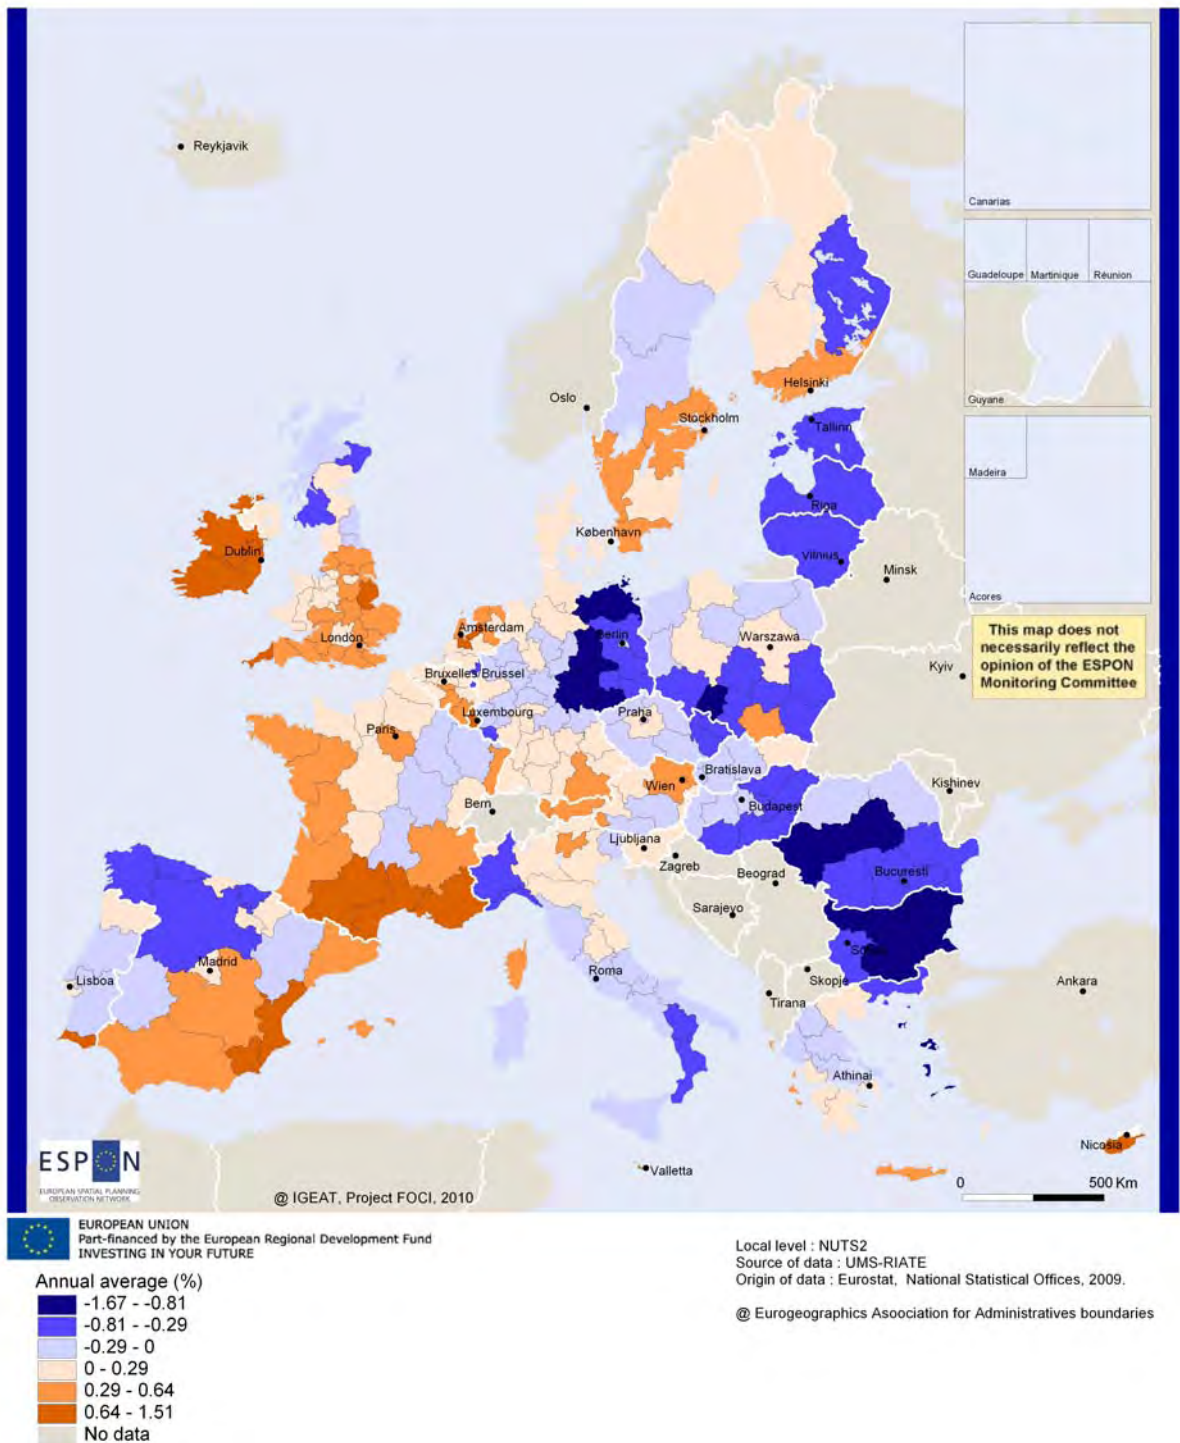 Reykjavik
Canarias
Guadeloupe
Martinique
Réunion
Guyane
Madeira
Acores
Oslo
Helsinki
Stockholm
Tallinn
Riga
København
Vilnius
Minsk
Dublin
This map does not
necessarily reflect the
opinion of the ESPON
Monitoring Committee
London
Amsterdam
Berlin
Warszawa
Kyiv
Bruxelles Brussel
Luxembourg
Praha
Paris
Wien
Bratislava
Kishinev
Bern
Budapest
Ljubljana
Zagreb
Beograd
Bucuresti
Sarajevo
Sofia
Madrid
Lisboa
Roma
Skopje
Tirana
Ankara
Athinai
Nicosia
Valletta
ESPON
EUROPEAN SPATIAL PLANNING
OBSERVATION NETWORK
@ IGEAT, Project FOCI, 2010
0 500 Km
EUROPEAN UNION
Part-financed by the European Regional Development Fund
INVESTING IN YOUR FUTURE
Local level : NUTS2
Source of data : UMS-RIATE
Origin of data : Eurostat, National Statistical Offices, 2009.
@ Eurogeographics Asoociation for Administratives boundaries
Annual average (%)
-1.67 - -0.81
-0.81 - -0.29
-0.29 - 0
0 - 0.29
0.29 - 0.64
0.64 - 1.51
No data